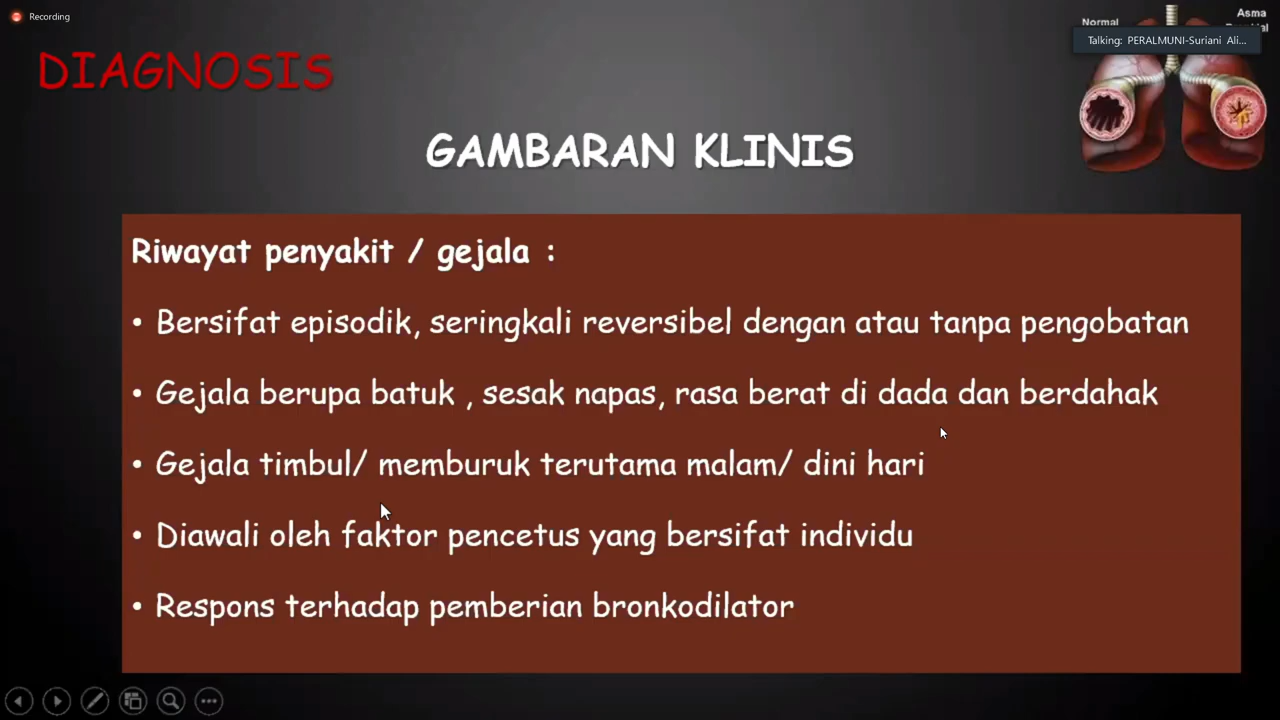 Recording
Asma
Normal
Talking: PERALMUNI-Suriani Ali...
DIAGNOSIS
GAMBARAN KLINIS
Riwayat penyakit / gejala :
• Bersifat episodik, seringkali reversibel dengan atau tanpa pengobatan
• Gejala berupa batuk , sesak napas, rasa berat di dada dan berdahak
• Gejala timbul/ memburuk terutama malam/ dini hari
• Diawali oleh faktor pencetus yang bersifat individu
• Respons terhadap pemberian bronkodilator